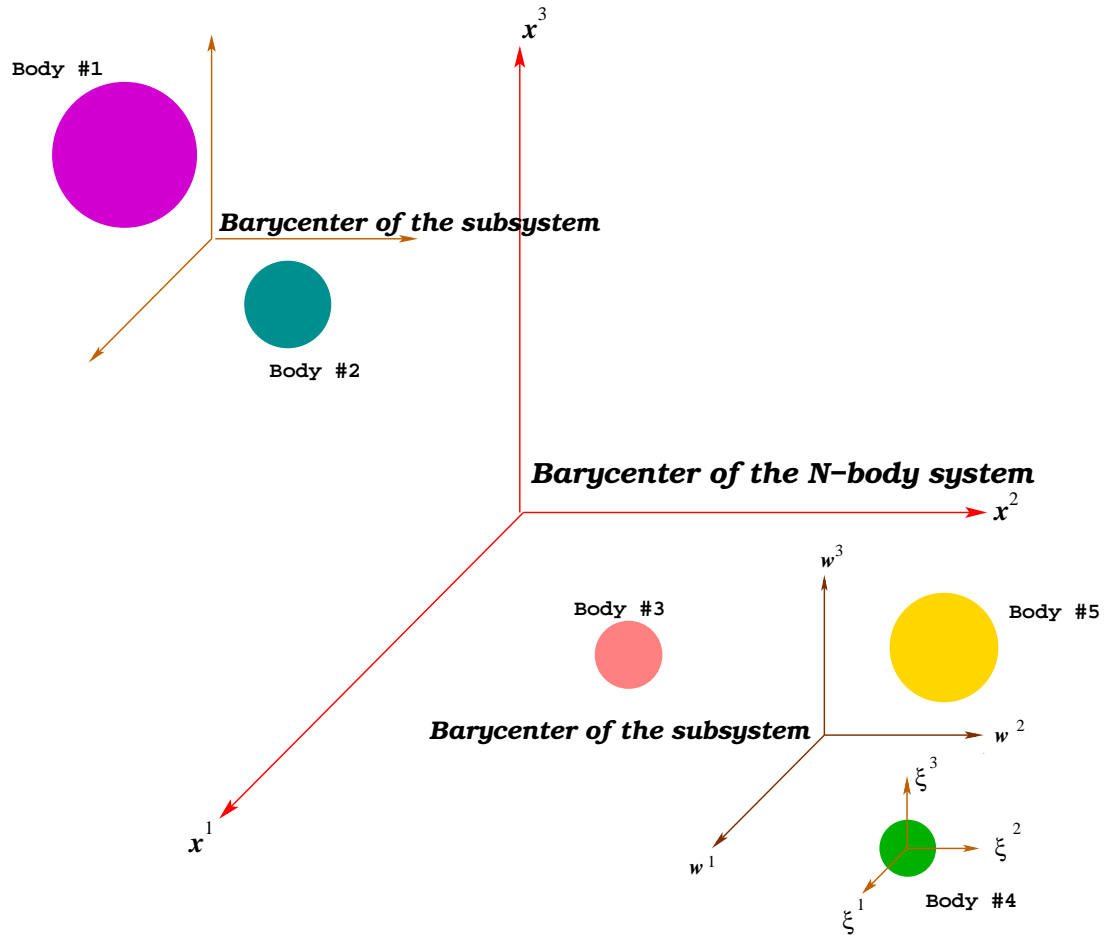 x³
Body #1
Barycenter of the subsystem
Body #2
Barycenter of the N−body system
x²
w³
Body #3
Body #5
Barycenter of the subsystem
w²
ξ³
x¹
ξ²
w¹
Body #4
ξ¹